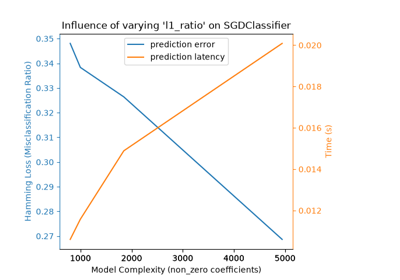 Influence of varying 'l1_ratio' on SGDClassifier
prediction error
prediction latency
Hamming Loss (Misclassification Ratio)
0.35
0.34
0.33
0.32
0.31
0.30
0.29
0.28
0.27
0.020
0.018
0.016
0.014
0.012
Time (s)
1000 2000 3000 4000 5000
Model Complexity (non_zero coefficients)